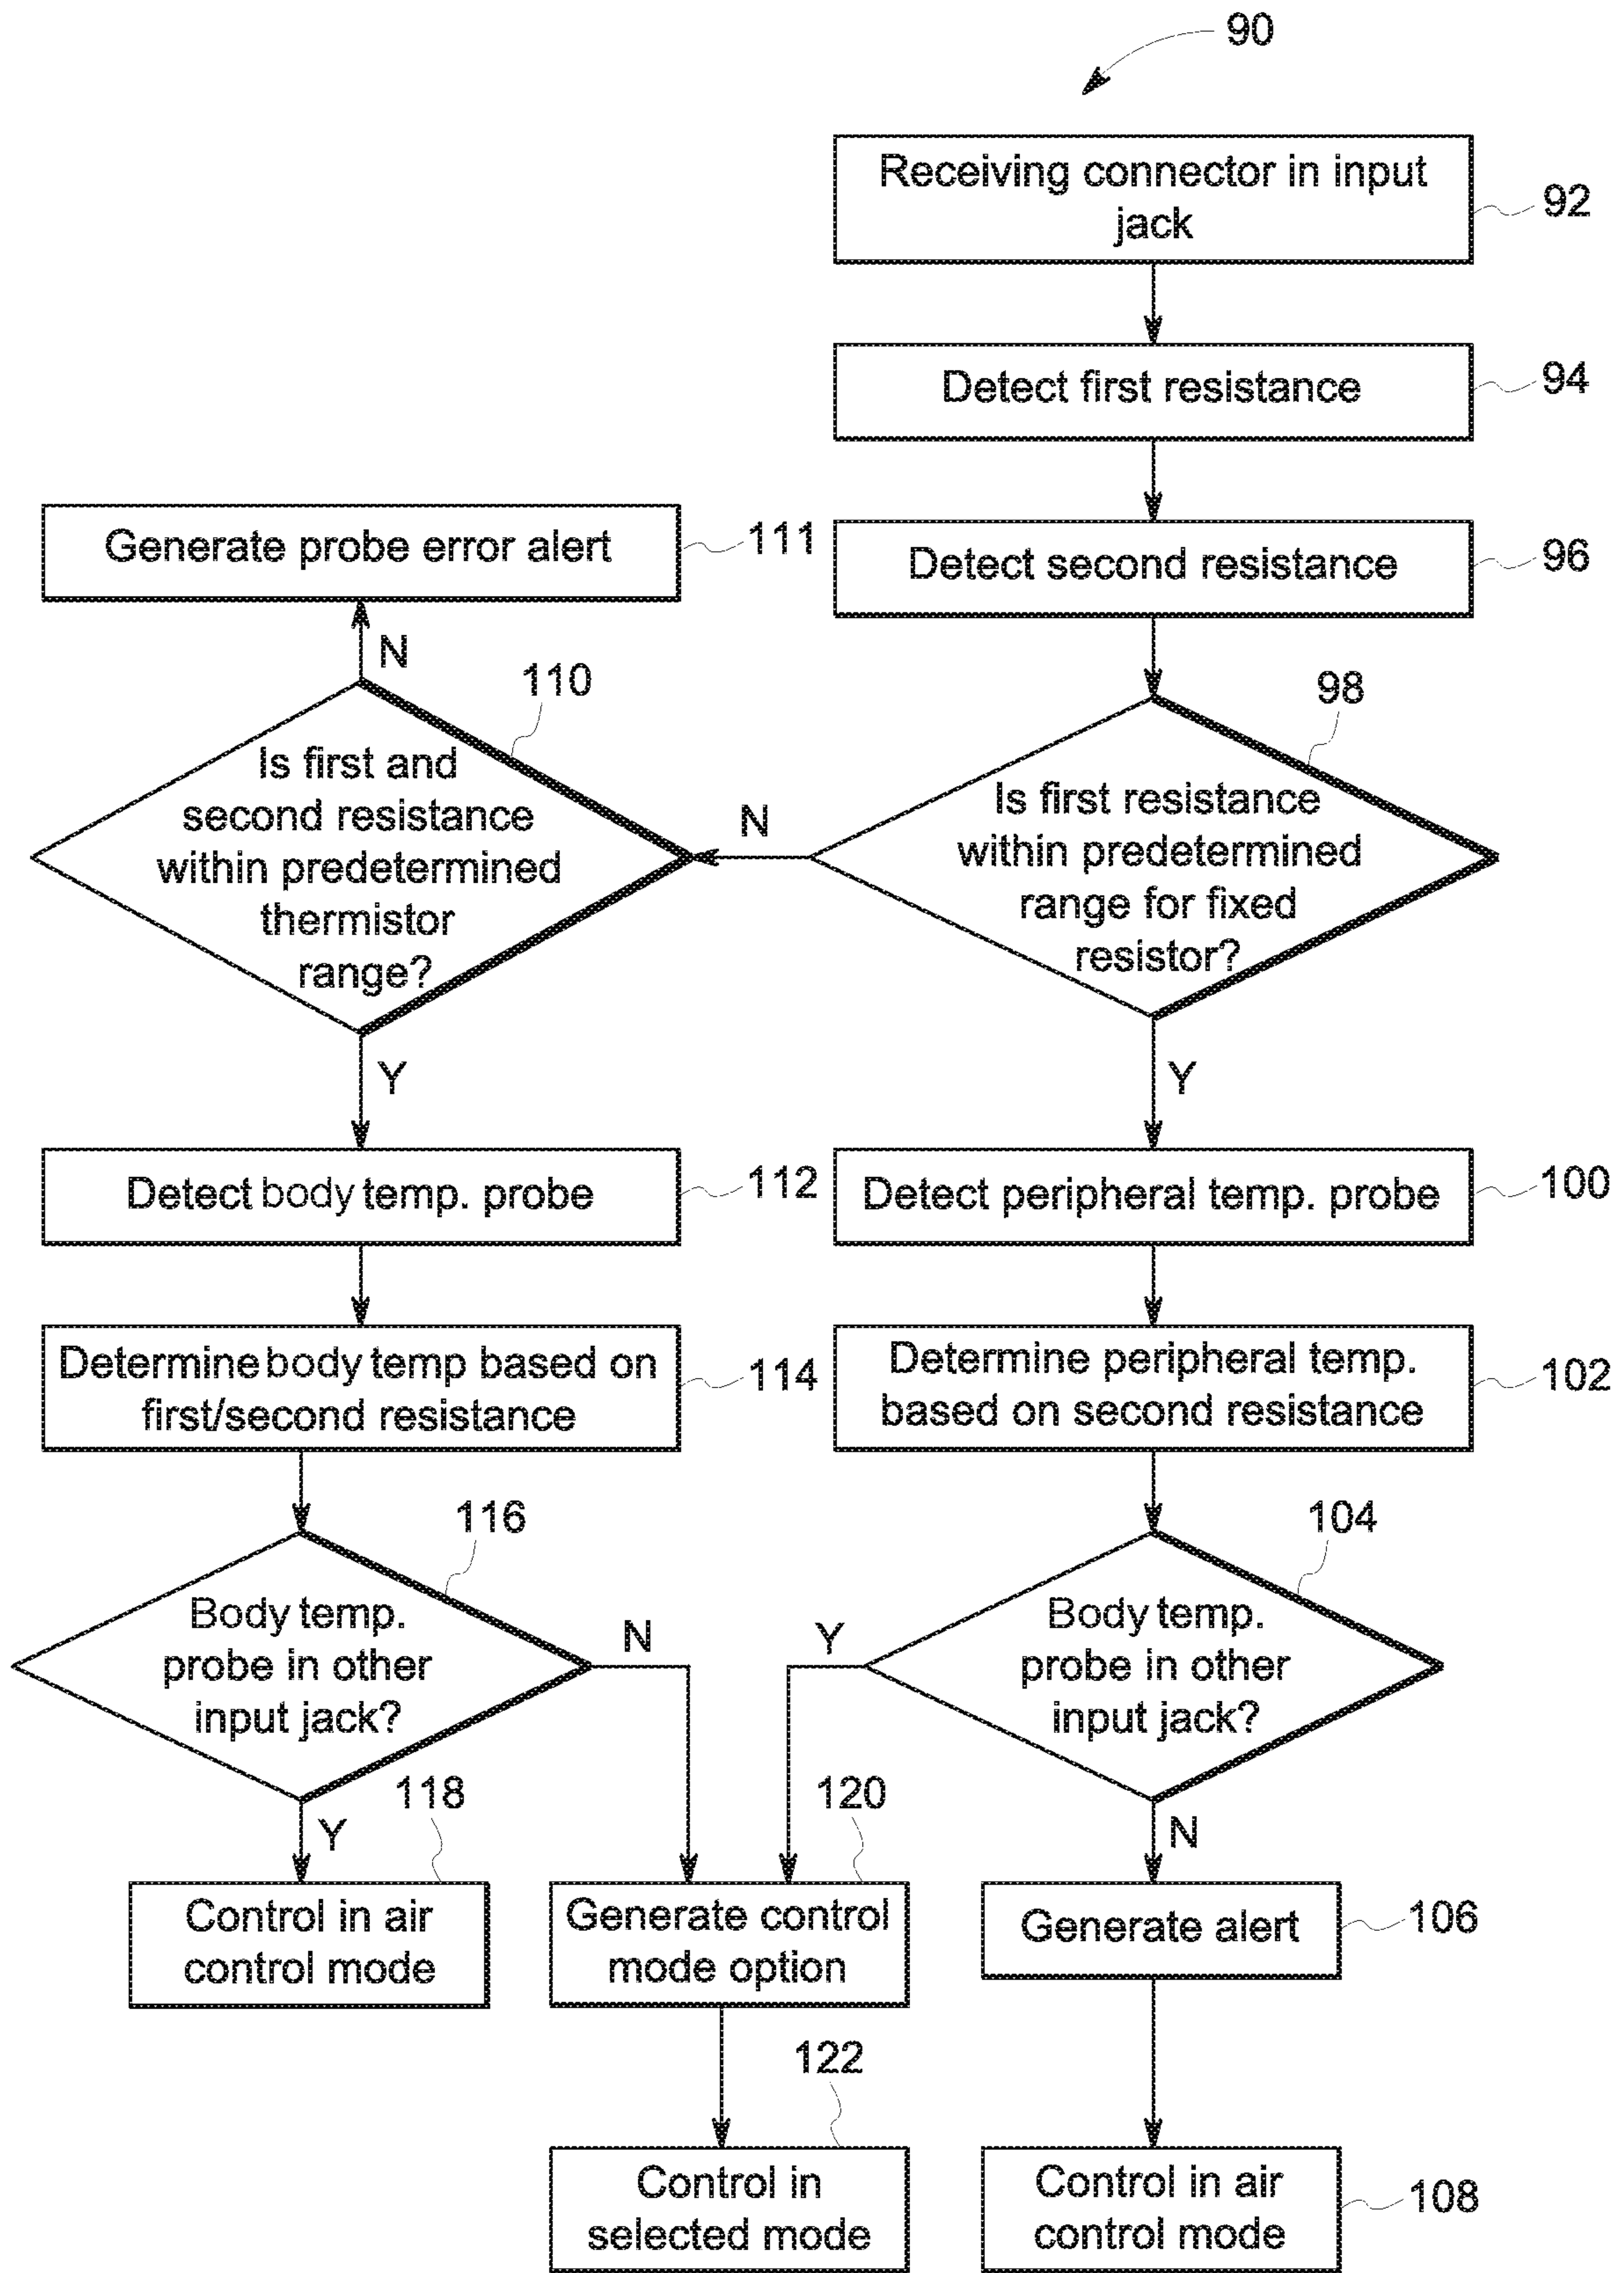 90
Receiving connector in input
jack
92
Detect first resistance
94
Detect second resistance
96
Generate probe error alert
111
N
110
Is first and
second resistance
within predetermined
thermistor
range?
N
98
Is first resistance
within predetermined
range for fixed
resistor?
Y
Y
Detect body temp. probe
112
Detect peripheral temp. probe
100
Determine body temp based on
first/second resistance
114
Determine peripheral temp.
based on second resistance
102
116
Body temp.
probe in other
input jack?
N
Y
104
Body temp.
probe in other
input jack?
Y
118
Control in air
control mode
120
Generate control
mode option
N
Generate alert
106
122
Control in
selected mode
Control in air
control mode
108